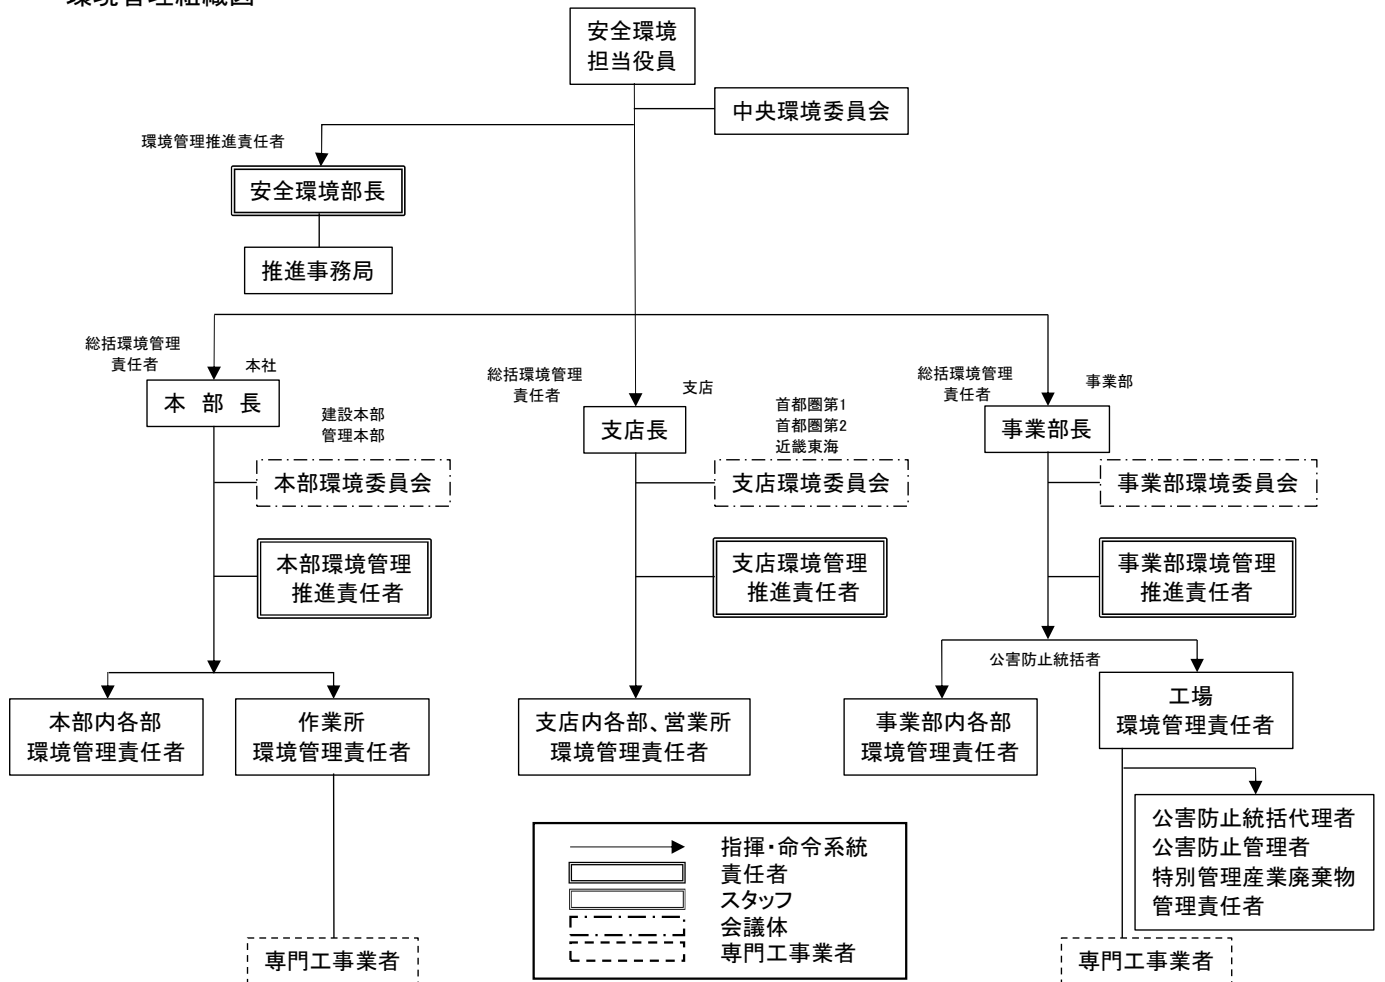 環境管理組織図
安全環境
担当役員
中央環境委員会
環境管理推進責任者
安全環境部長
推進事務局
総括環境管理
責任者
本社
本 部 長
建設本部
管理本部
本部環境委員会
本部環境管理
推進責任者
本部内各部
環境管理責任者
作業所
環境管理責任者
専門工事業者
総括環境管理
責任者
支店
支店長
首都圏第1
首都圏第2
近畿東海
支店環境委員会
支店環境管理
推進責任者
支店内各部、営業所
環境管理責任者
総括環境管理
責任者
事業部
事業部長
事業部環境委員会
事業部環境管理
推進責任者
公害防止統括者
事業部内各部
環境管理責任者
工場
環境管理責任者
公害防止統括代理者
公害防止管理者
特別管理産業廃棄物
管理責任者
専門工事業者
指揮・命令系統
責任者
スタッフ
会議体
専門工事業者